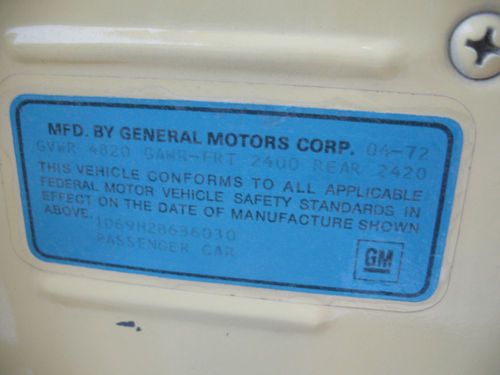 MFD. BY GENERAL MOTORS CORP. 04-72
GVWR 4820 GAWR-FRT 2400 REAR 2420
THIS VEHICLE CONFORMS TO ALL APPLICABLE
FEDERAL MOTOR VEHICLE SAFETY STANDARDS IN
EFFECT ON THE DATE OF MANUFACTURE SHOWN
ABOVE. 1D69H2B636030
PASSENGER CAR
GM